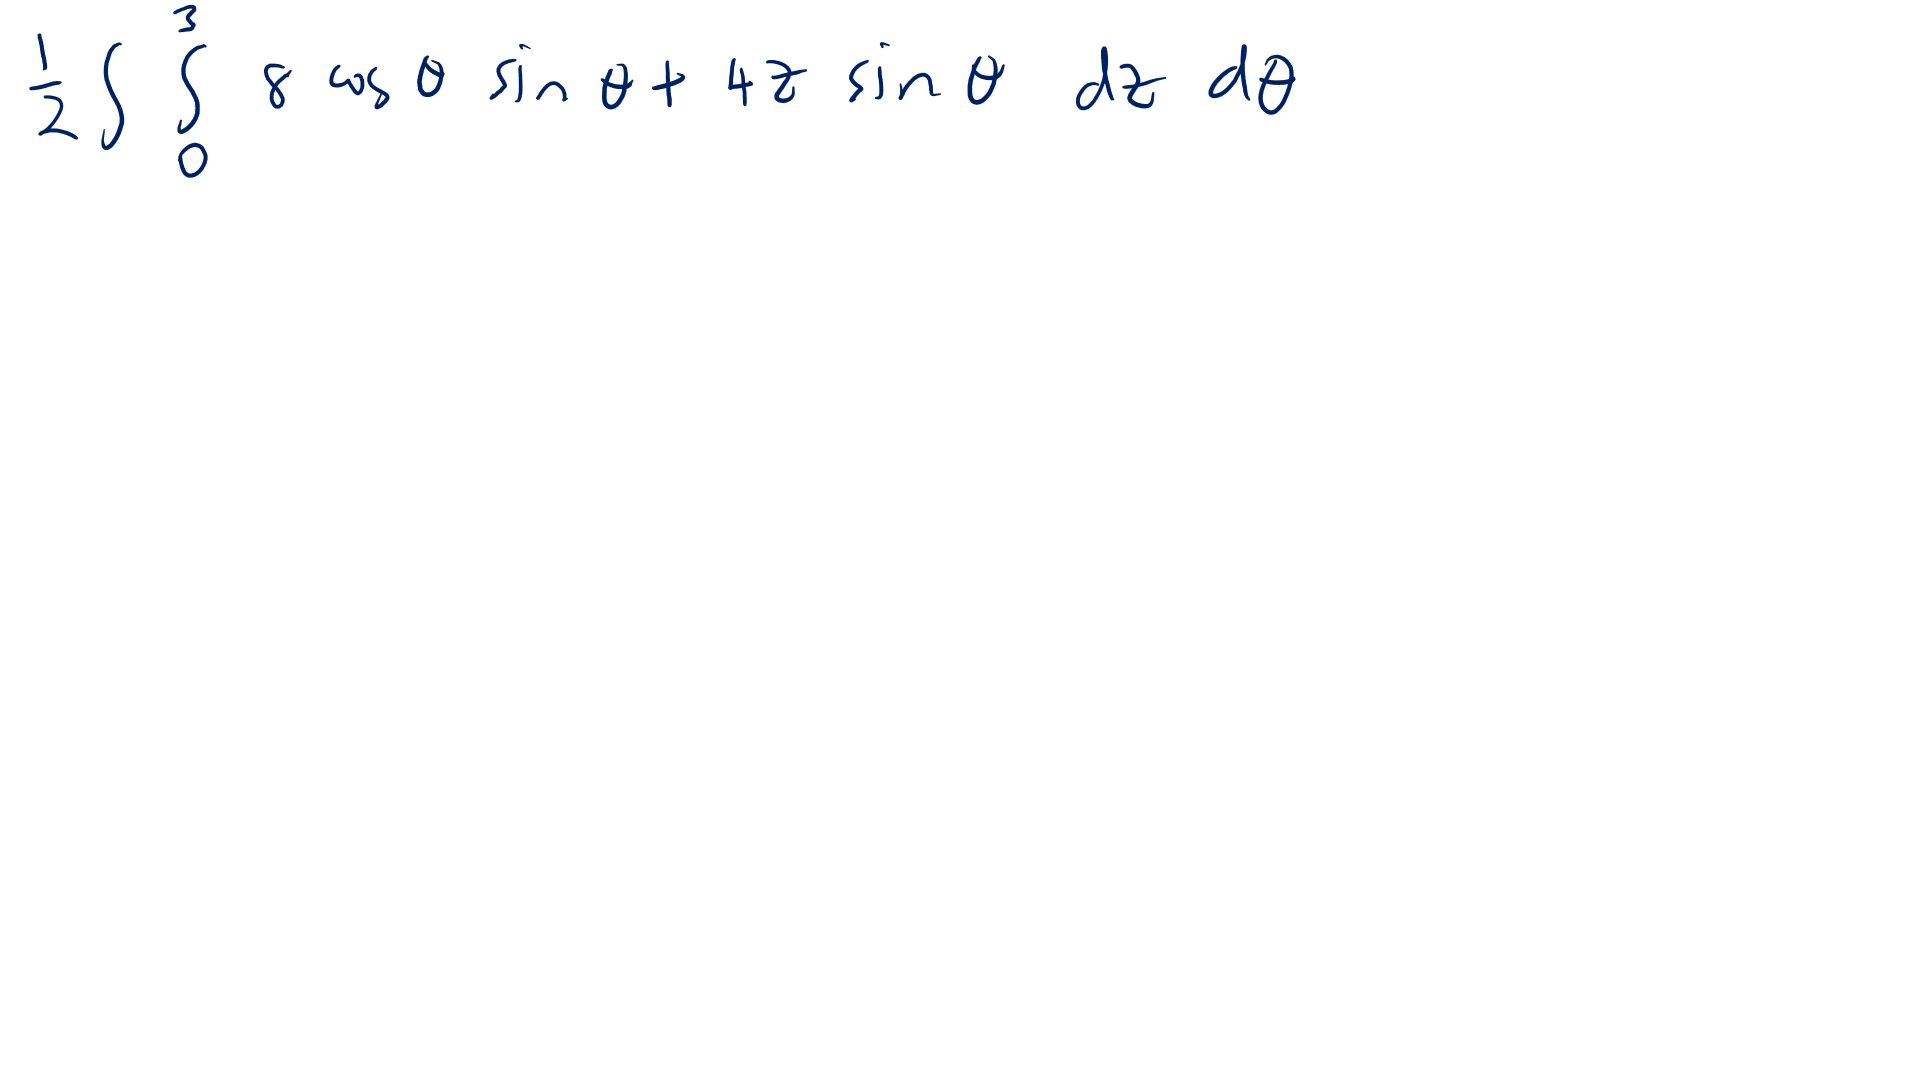 ½ ∫ ∫₀³ 8 cos θ sin θ + 4z sin θ dz dθ